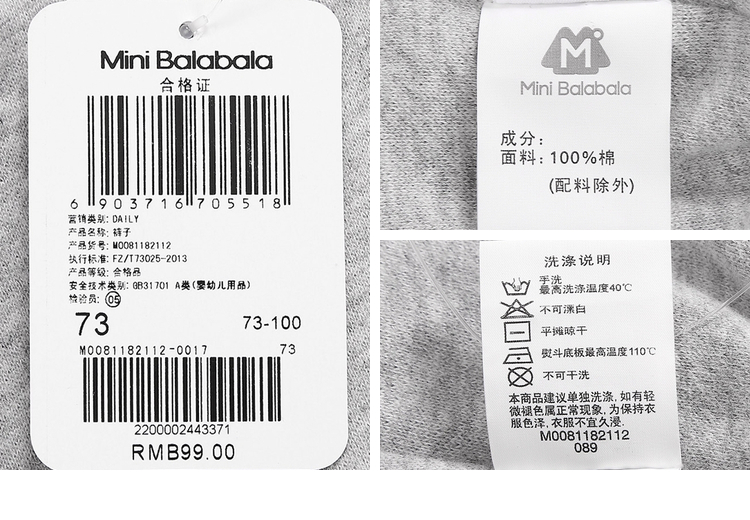 Mini Balabala
合格证
6 903716 705518
营销类别: DAILY
产品名称: 裤子
产品货号: M0081182112
执行标准: FZ/T73025-2013
产品等级: 合格品
安全技术类别: GB31701 A类(婴幼儿用品)
检验员: 05
73 73-100
M0081182112-0017 73
2200002443371
RMB99.00
M
Mini Balabala
成分:
面料: 100%棉
(配料除外)
洗涤说明
手洗
最高洗涤温度40℃
不可漂白
平摊晾干
熨斗底板最高温度110℃
不可干洗
本商品建议单独洗涤, 如有轻
微褪色属正常现象, 为保持衣
服色泽, 衣服不宜久浸.
M0081182112
089